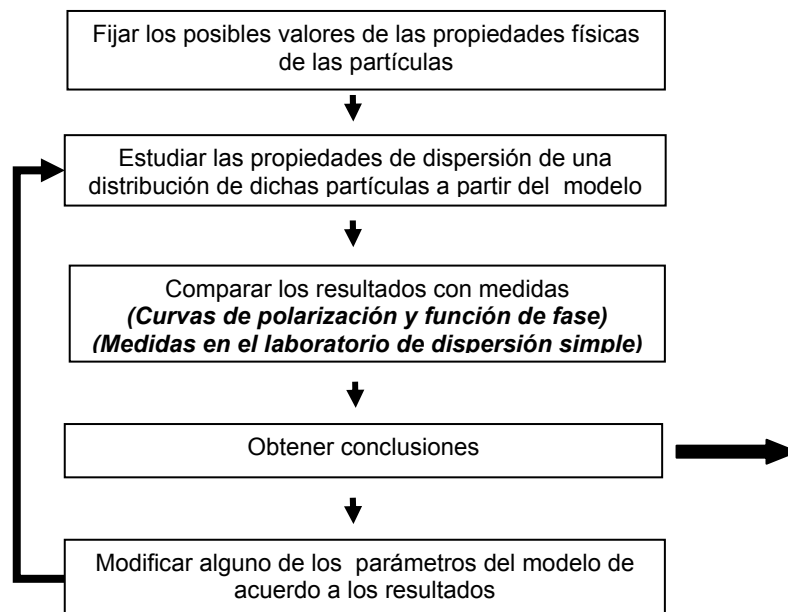 Fijar los posibles valores de las propiedades físicas
de las partículas
Estudiar las propiedades de dispersión de una
distribución de dichas partículas a partir del modelo
Comparar los resultados con medidas
(Curvas de polarización y función de fase)
(Medidas en el laboratorio de dispersión simple)
Obtener conclusiones
Modificar alguno de los parámetros del modelo de
acuerdo a los resultados